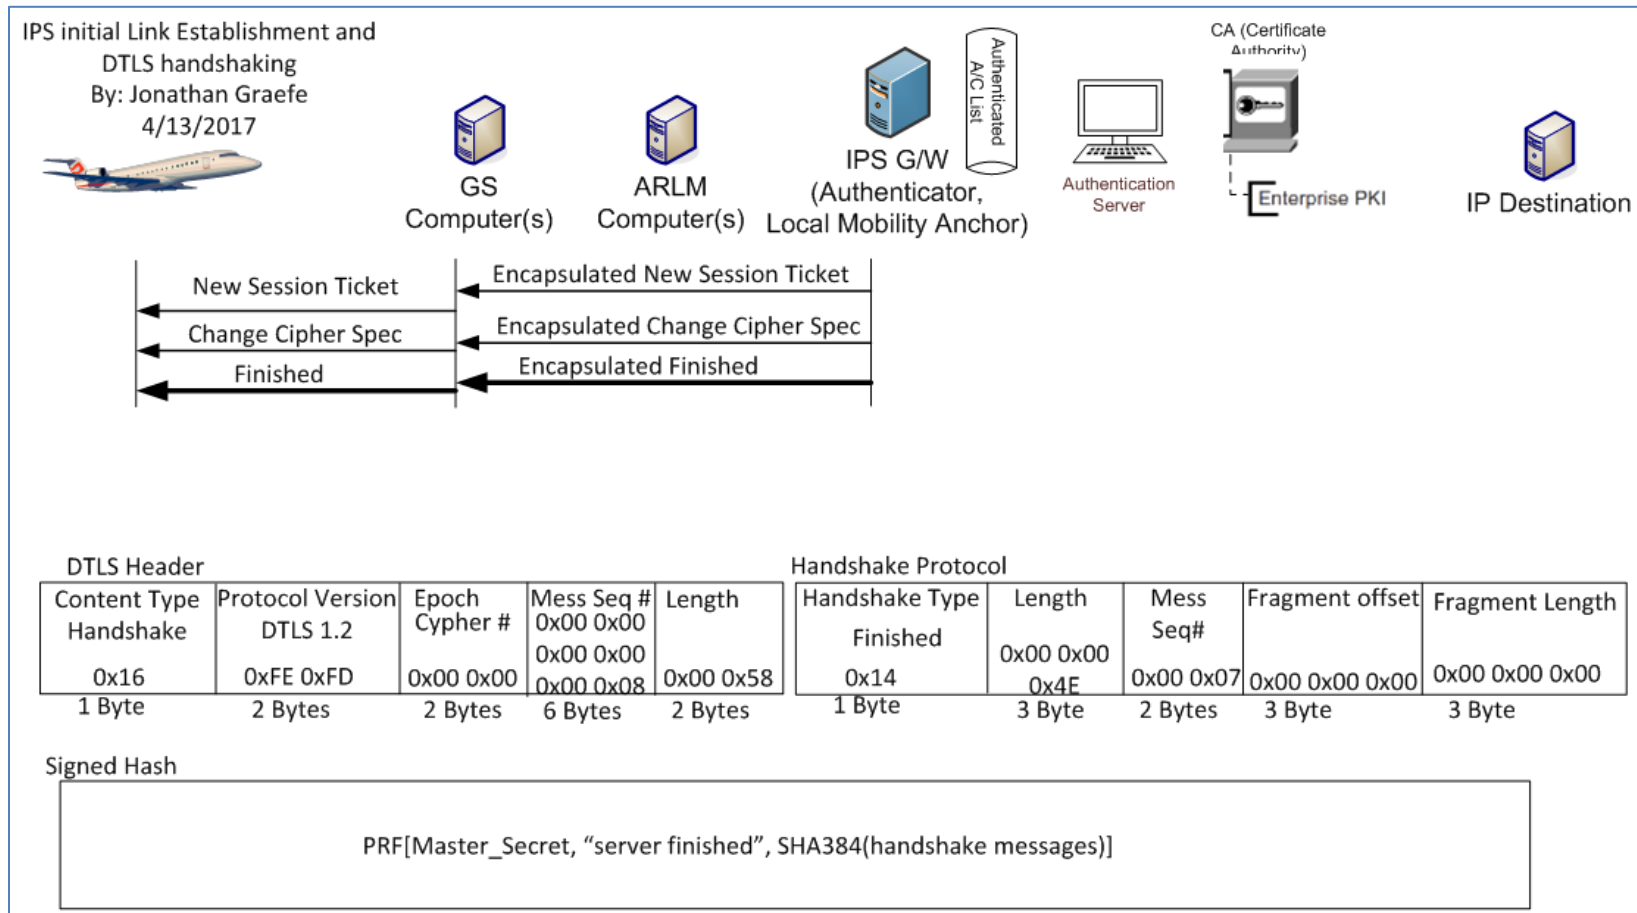 IPS initial Link Establishment and
DTLS handshaking
By: Jonathan Graefe
4/13/2017
GS
Computer(s)
ARLM
Computer(s)
IPS G/W
(Authenticator,
Local Mobility Anchor)
Authenticated
A/C List
Authentication
Server
CA (Certificate
Authority)
Enterprise PKI
IP Destination
New Session Ticket
Encapsulated New Session Ticket
Change Cipher Spec
Encapsulated Change Cipher Spec
Finished
Encapsulated Finished
DTLS Header
Content Type
Handshake
0x16
1 Byte
Protocol Version
DTLS 1.2
0xFE 0xFD
2 Bytes
Epoch
Cypher #
0x00 0x00
2 Bytes
Mess Seq #
0x00 0x00
0x00 0x00
0x00 0x08
6 Bytes
Length
0x00 0x58
2 Bytes
Handshake Protocol
Handshake Type
Finished
0x14
1 Byte
Length
0x00 0x00
0x4E
3 Byte
Mess
Seq#
0x00 0x07
2 Bytes
Fragment offset
0x00 0x00 0x00
3 Byte
Fragment Length
0x00 0x00 0x00
3 Byte
Signed Hash
PRF[Master_Secret, “server finished”, SHA384(handshake messages)]